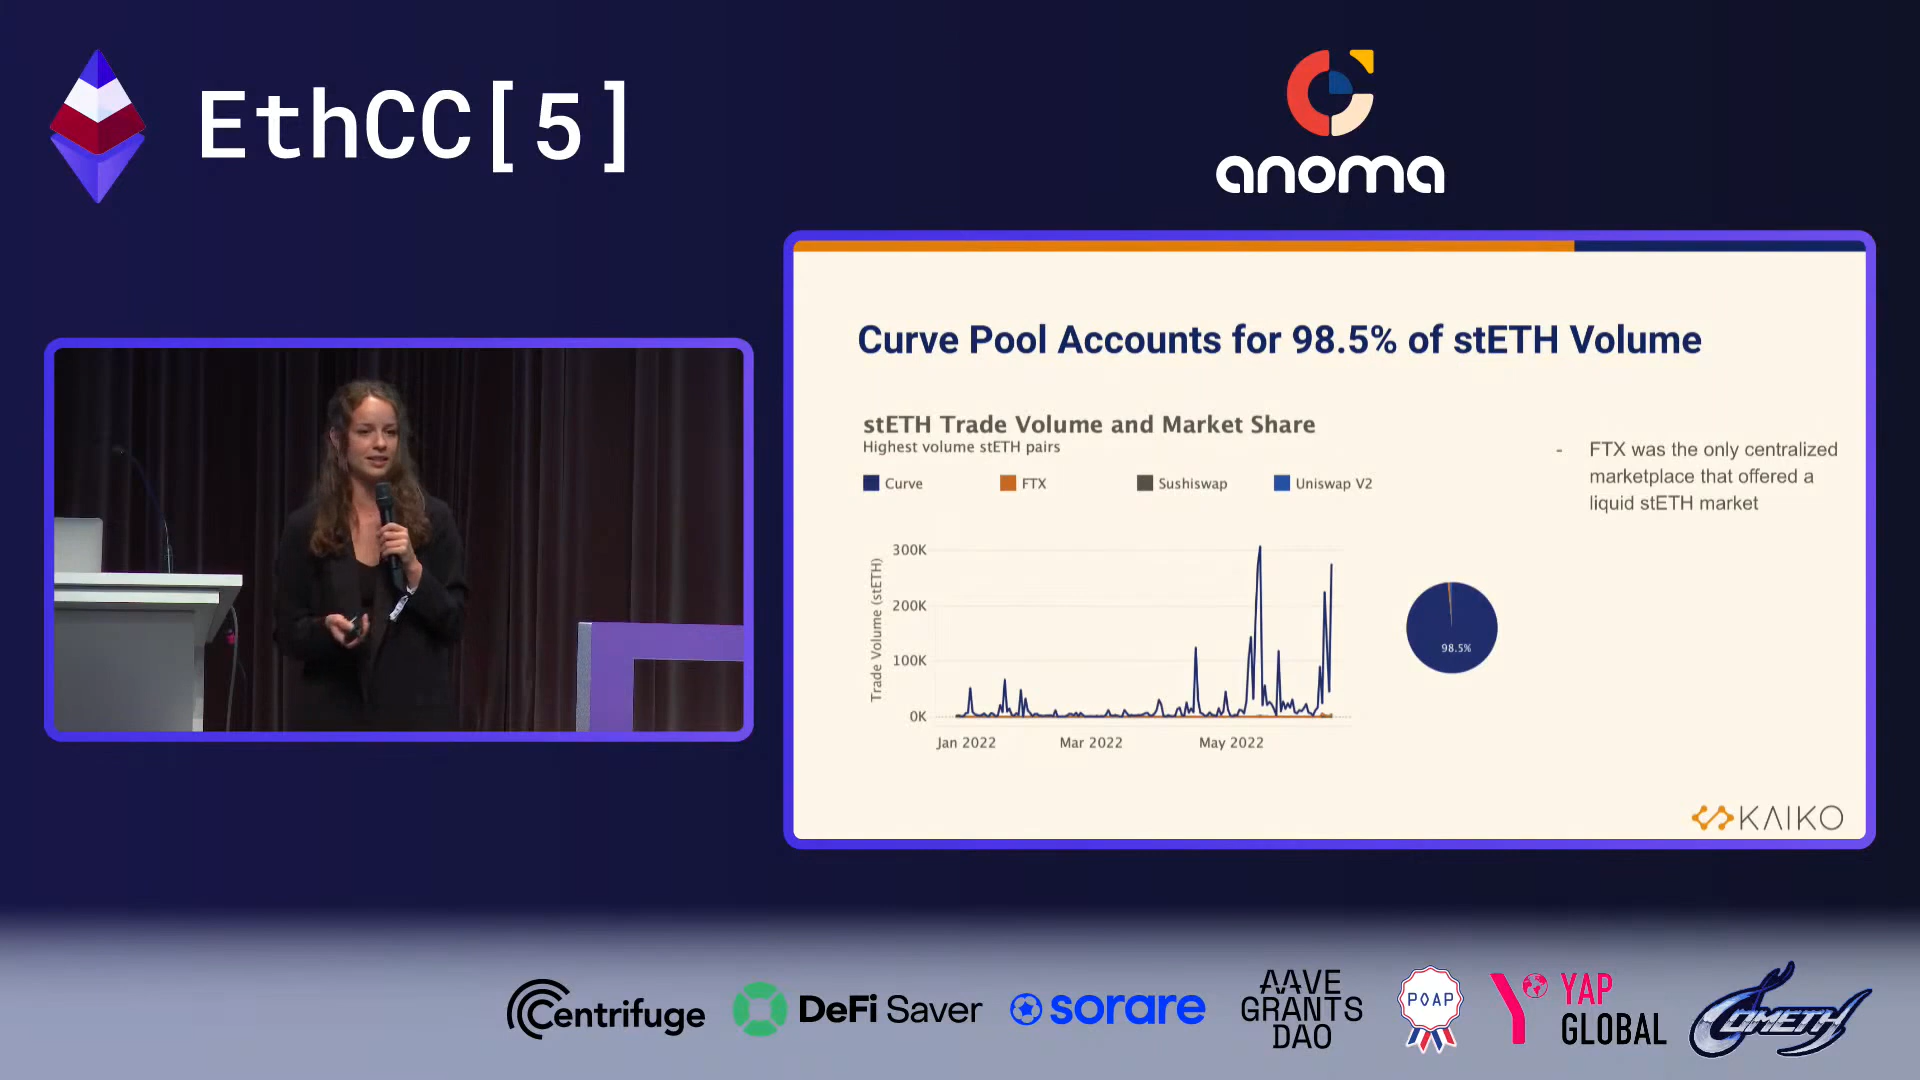 EthCC[5]
anoma
Curve Pool Accounts for 98.5% of stETH Volume
stETH Trade Volume and Market Share
Highest volume stETH pairs
Curve
FTX
Sushiswap
Uniswap V2
- FTX was the only centralized
marketplace that offered a
liquid stETH market
Trade Volume (stETH)
300K
200K
100K
0K
Jan 2022
Mar 2022
May 2022
98.5%
KAIKO
Centrifuge
DeFi Saver
sorare
AAVE
GRANTS
DAO
POAP
YAP
GLOBAL
COMETH